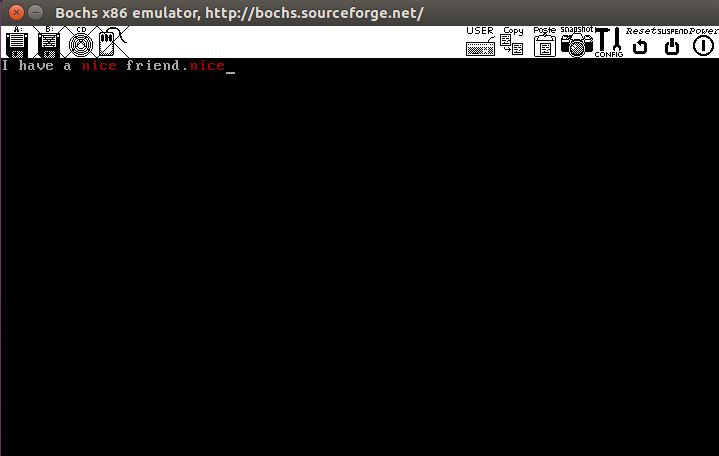 Bochs x86 emulator, http://bochs.sourceforge.net/
A: B: CD USER Copy Paste snapshot CONFIG Reset SUSPEND Power
I have a nice friend.nice_